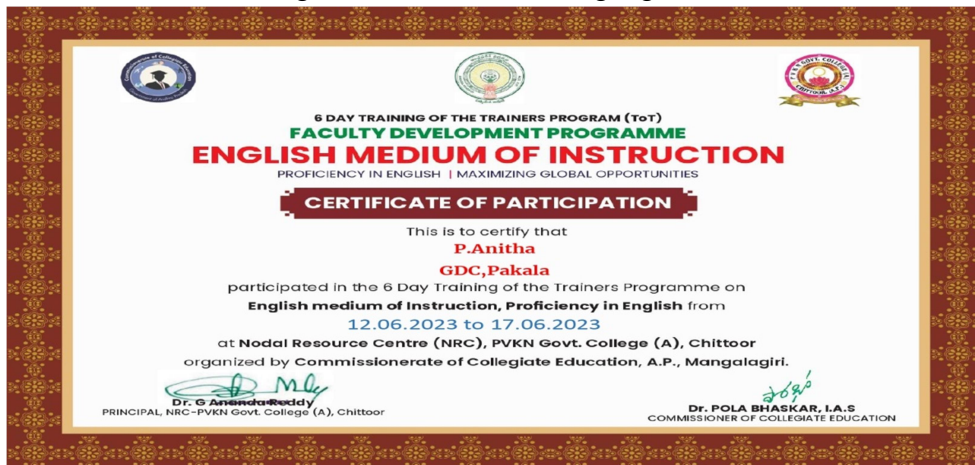 6 DAY TRAINING OF THE TRAINERS PROGRAM (ToT)
FACULTY DEVELOPMENT PROGRAMME
ENGLISH MEDIUM OF INSTRUCTION
PROFICIENCY IN ENGLISH | MAXIMIZING GLOBAL OPPORTUNITIES
CERTIFICATE OF PARTICIPATION
This is to certify that
P.Anitha
GDC,Pakala
participated in the 6 Day Training of the Trainers Programme on
English medium of Instruction, Proficiency in English from
12.06.2023 to 17.06.2023
at Nodal Resource Centre (NRC), PVKN Govt. College (A), Chittoor
organized by Commissionerate of Collegiate Education, A.P., Mangalagiri.
Dr. G Ananda Reddy
PRINCIPAL, NRC-PVKN Govt. College (A), Chittoor
Dr. POLA BHASKAR, I.A.S
COMMISSIONER OF COLLEGIATE EDUCATION